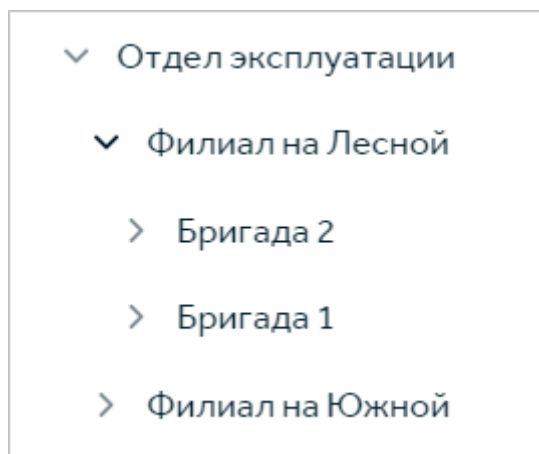 Отдел эксплуатации
Филиал на Лесной
Бригада 2
Бригада 1
Филиал на Южной